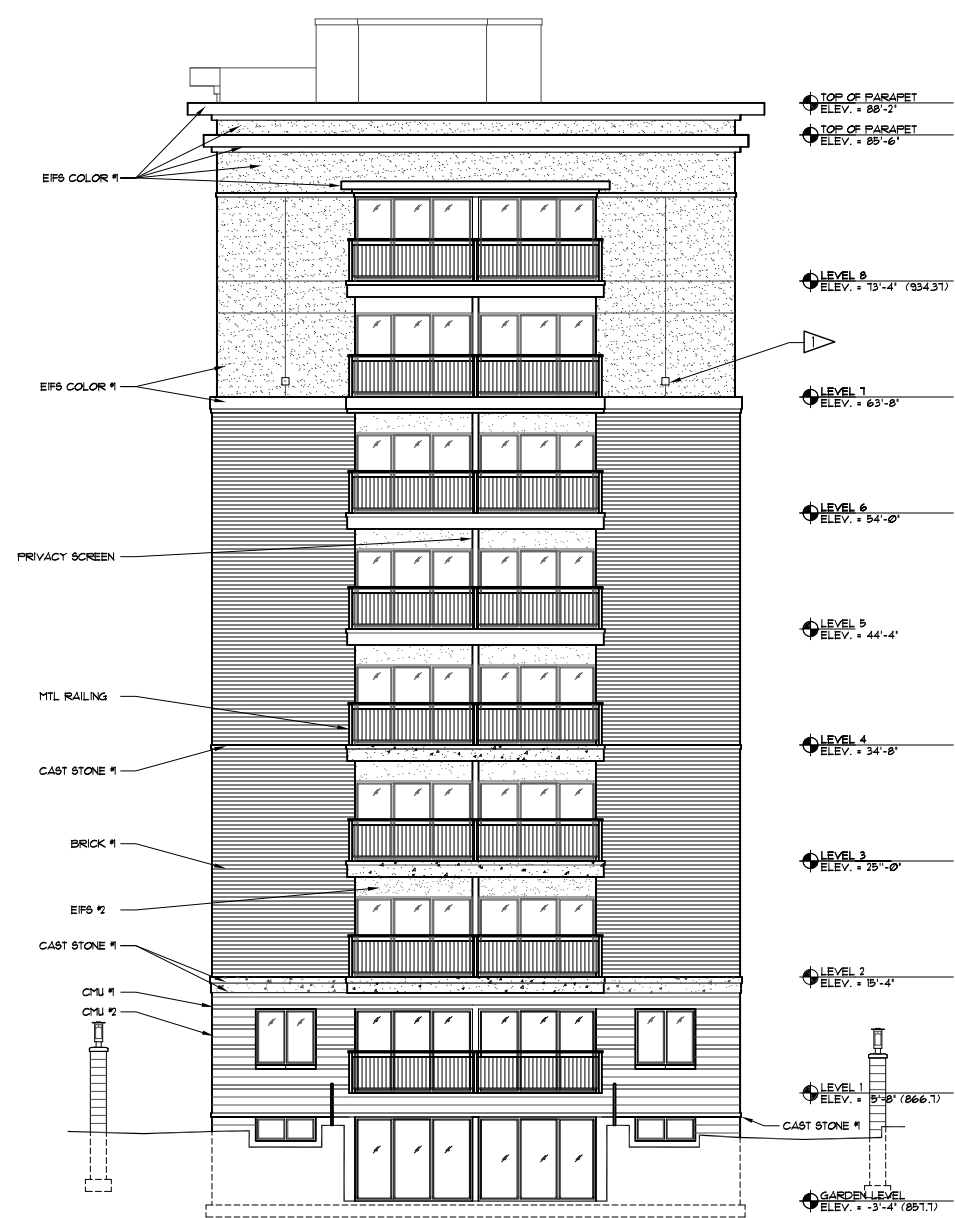 TOP OF PARAPET
ELEV. = 88'-2"
TOP OF PARAPET
ELEV. = 85'-6"
EIFS COLOR #1
LEVEL 8
ELEV. = 73'-4" (934.37)
1
EIFS COLOR #1
LEVEL 7
ELEV. = 63'-8"
LEVEL 6
ELEV. = 54'-0"
PRIVACY SCREEN
LEVEL 5
ELEV. = 44'-4"
MTL RAILING
LEVEL 4
ELEV. = 34'-8"
CAST STONE #1
BRICK #1
LEVEL 3
ELEV. = 25'-0"
EIFS #2
CAST STONE #1
LEVEL 2
ELEV. = 15'-4"
CMU #1
CMU #2
LEVEL 1
ELEV. = 5'-8" (866.7)
CAST STONE #1
GARDEN LEVEL
ELEV. = -3'-4" (857.7)